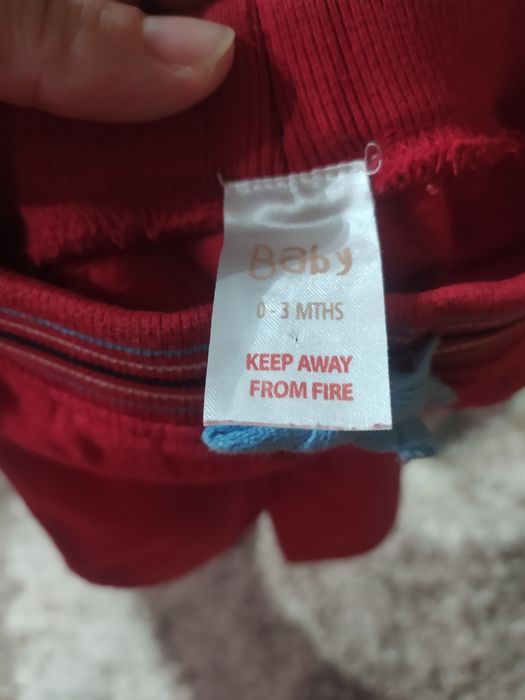 Baby
0 - 3 MTHS
KEEP AWAY
FROM FIRE